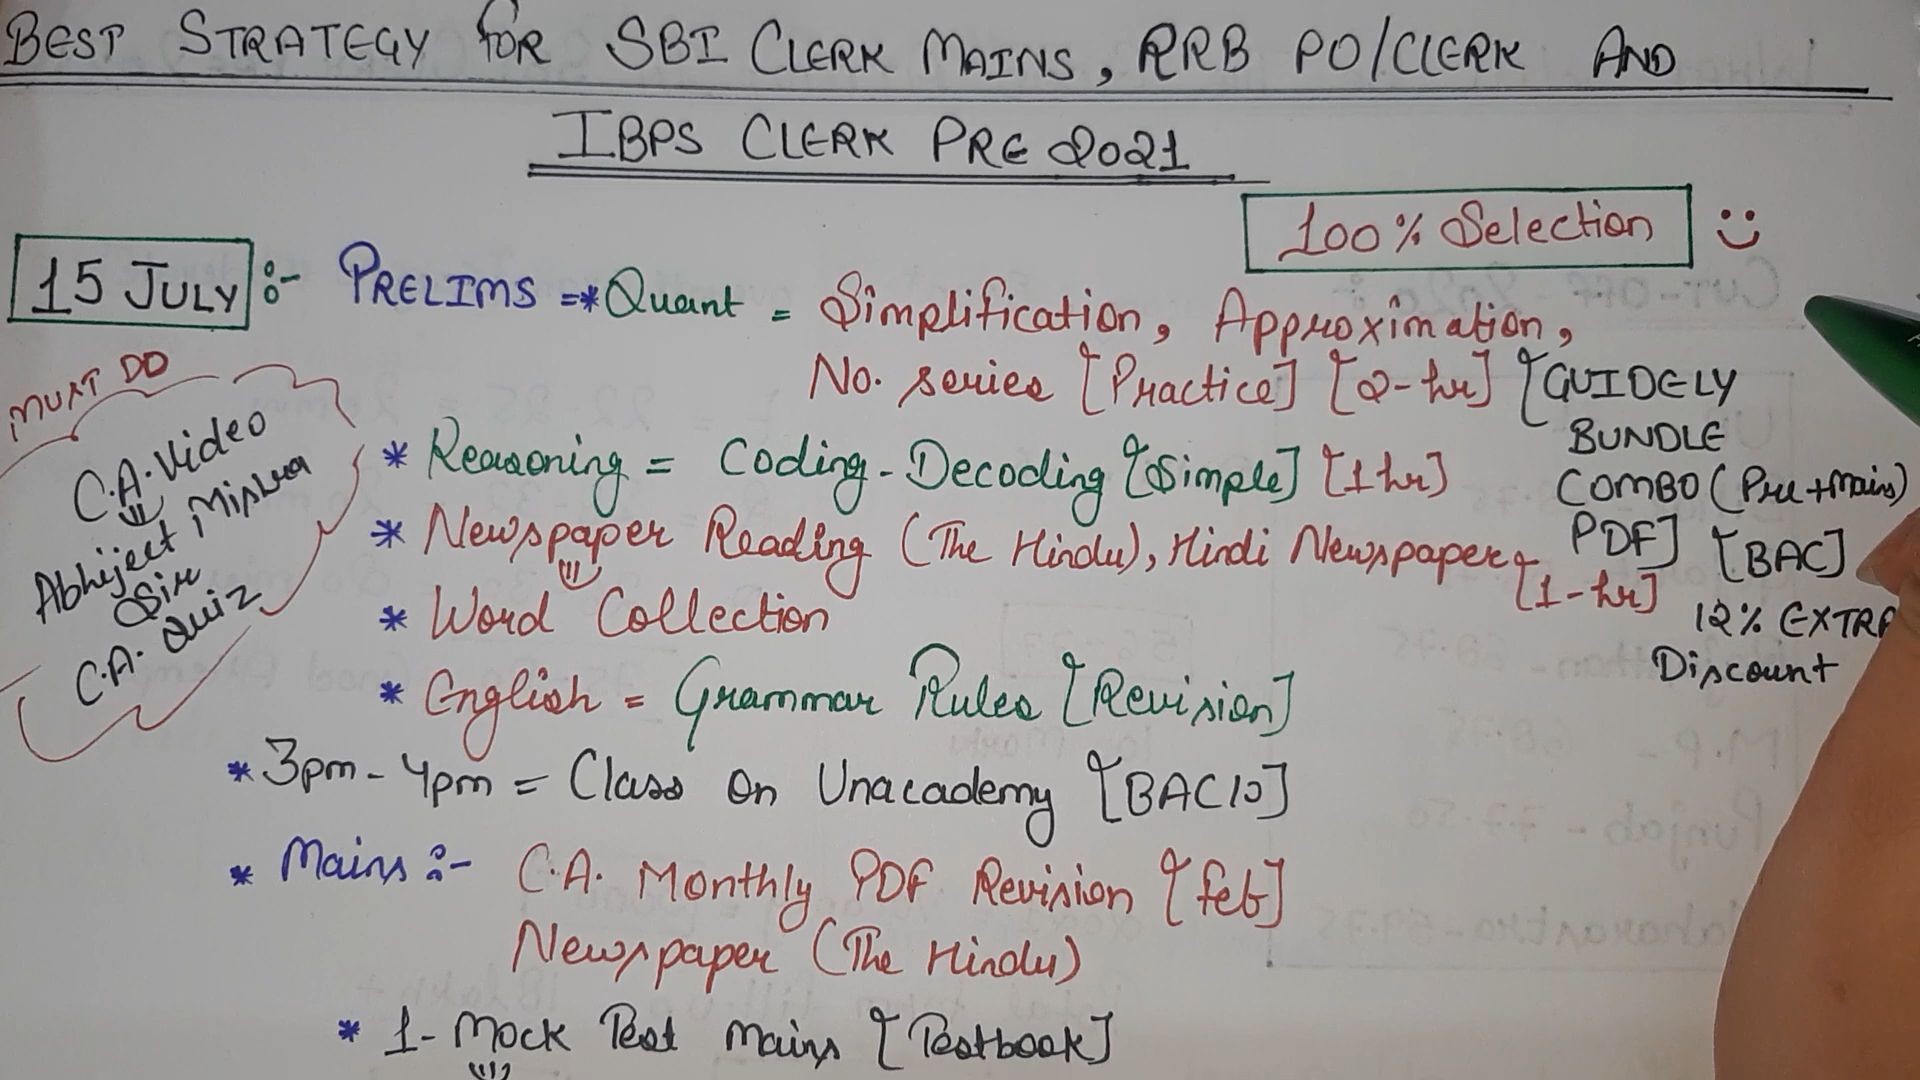 BEST STRATEGY FOR SBI CLERK MAINS, RRB PO/CLERK AND
IBPS CLERK PRE 2021
100% Selection
15 JULY :- PRELIMS =* Quant = Simplification, Approximation,
No. series [Practice] [2-hr] [GUIDELY
BUNDLE
COMBO (Pre+Mains)
PDF] [BAC]
12% EXTRA
Discount
MUST DO
C.A. Video
Abhijeet Mishra
Sir
C.A. Quiz
* Reasoning = Coding-Decoding [Simple] [1hr]
* Newspaper Reading (The Hindu), Hindi Newspaper [1-hr]
* Word Collection
* English = Grammar Rules [Revision]
* 3pm - 4pm = Class on Unacademy [BAC10]
* Mains :- C.A. Monthly PDF Revision [feb]
Newspaper (The Hindu)
* 1- Mock Test Mains [Testbook]